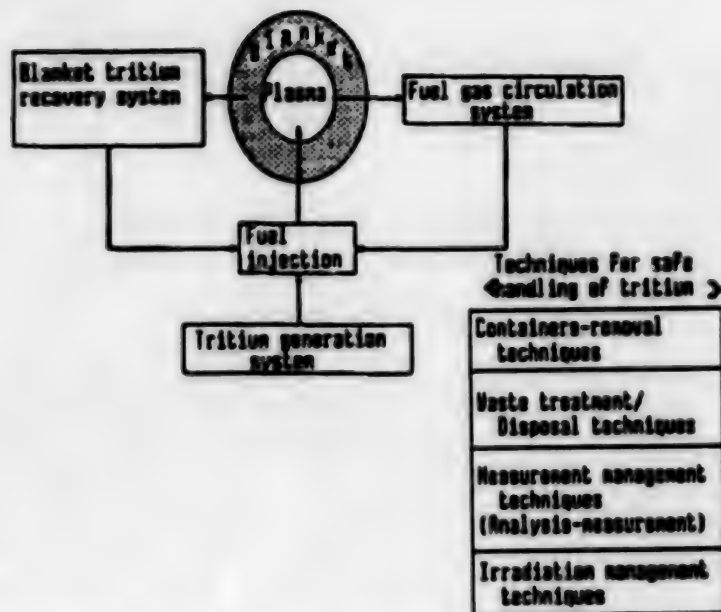 Blanket
Blanket tritium
recovery system
Plasma
Fuel gas circulation
system
Fuel
injection
Tritium generation
system
Techniques for safe
<handling of tritium >
Containers-removal
techniques
Waste treatment/
Disposal techniques
Measurement management
techniques
(Analysis-measurement)
Irradiation management
techniques